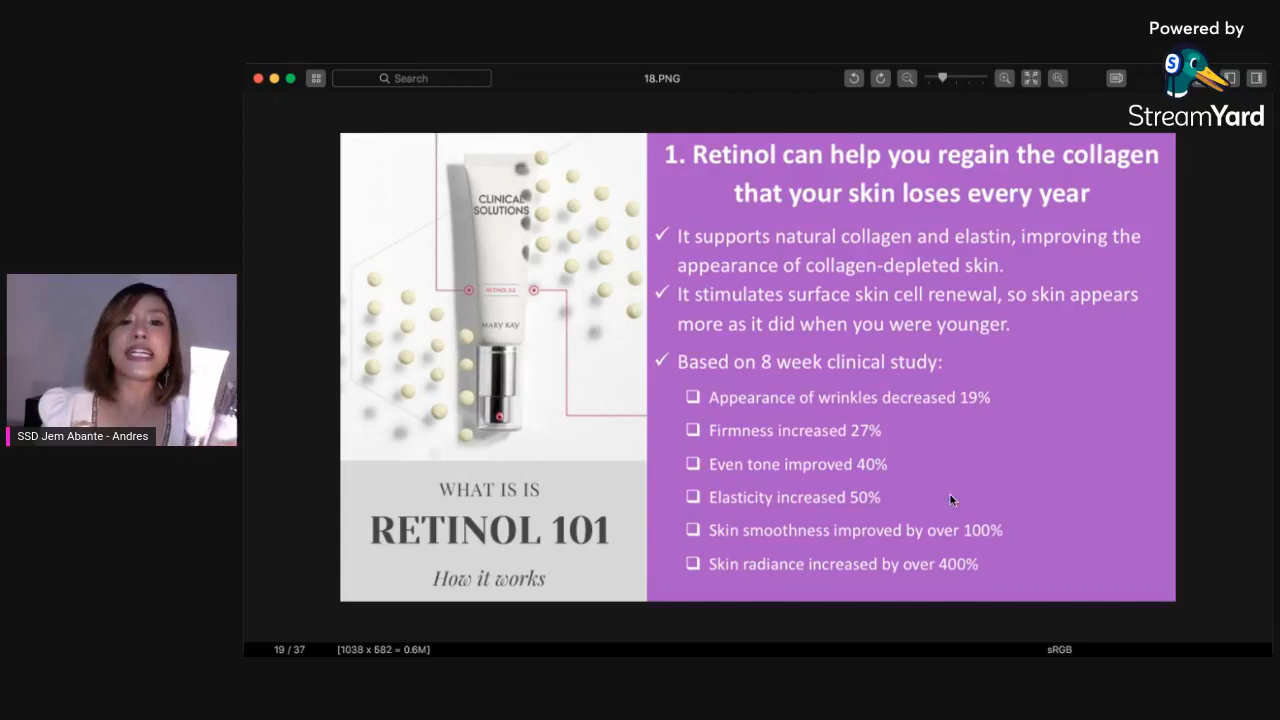 Powered by
S
StreamYard
Search
18.PNG
CLINICAL
SOLUTIONS
RETINOL 0.5
MARY KAY
WHAT IS IS
RETINOL 101
How it works
1. Retinol can help you regain the collagen
that your skin loses every year
✓ It supports natural collagen and elastin, improving the
appearance of collagen-depleted skin.
✓ It stimulates surface skin cell renewal, so skin appears
more as it did when you were younger.
✓ Based on 8 week clinical study:
❑ Appearance of wrinkles decreased 19%
❑ Firmness increased 27%
❑ Even tone improved 40%
❑ Elasticity increased 50%
❑ Skin smoothness improved by over 100%
❑ Skin radiance increased by over 400%
SSD Jem Abante - Andres
19 / 37
[1038 x 582 = 0.6M]
sRGB